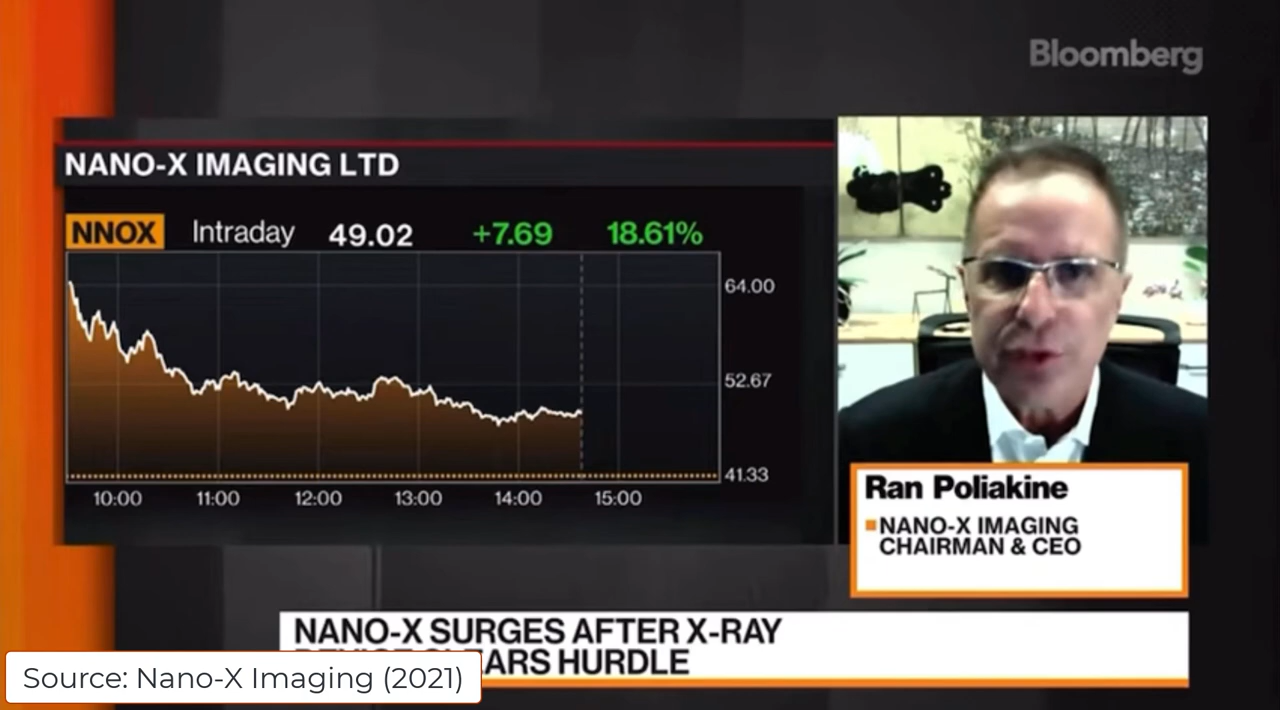 Bloomberg
NANO-X IMAGING LTD
NNOX Intraday 49.02 +7.69 18.61%
64.00
52.67
41.33
10:00 11:00 12:00 13:00 14:00 15:00
Ran Poliakine
NANO-X IMAGING
CHAIRMAN & CEO
NANO-X SURGES AFTER X-RAY
EARS HURDLE
Source: Nano-X Imaging (2021)